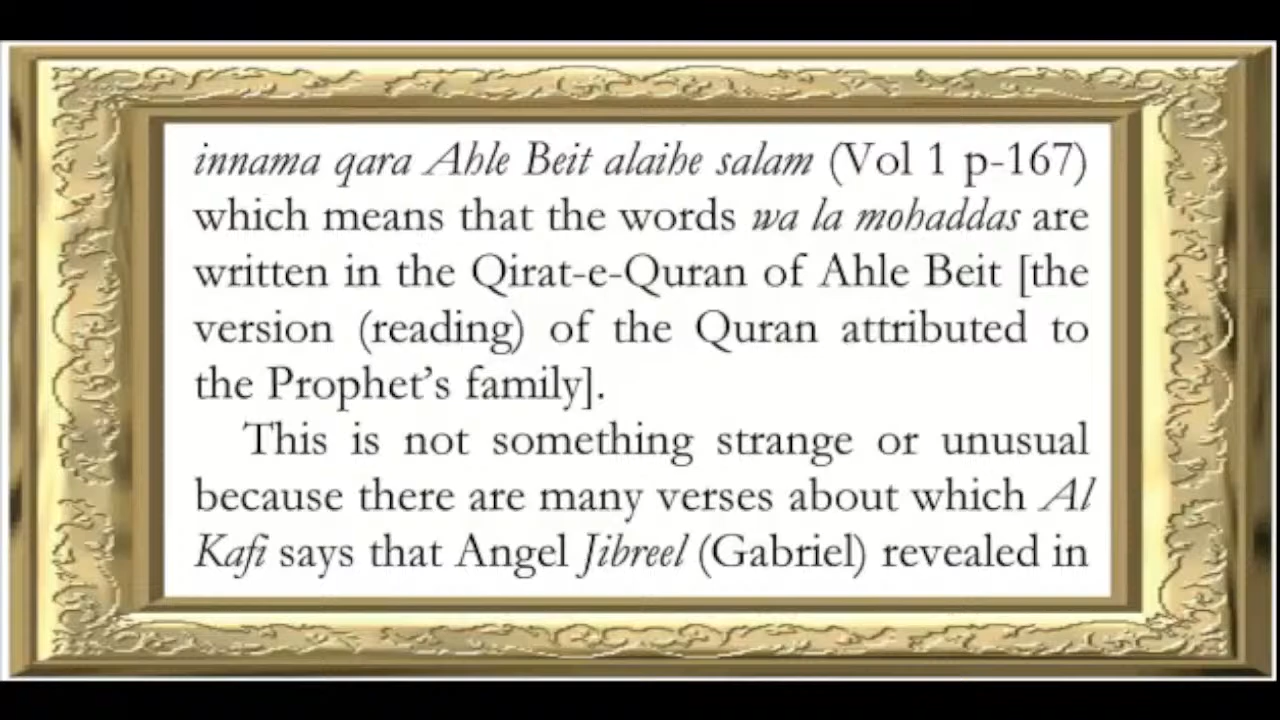 innama qara Ahle Beit alaihe salam (Vol 1 p-167)
which means that the words wa la mohaddas are
written in the Qirat-e-Quran of Ahle Beit [the
version (reading) of the Quran attributed to
the Prophet's family].
This is not something strange or unusual
because there are many verses about which Al
Kafi says that Angel Jibreel (Gabriel) revealed in